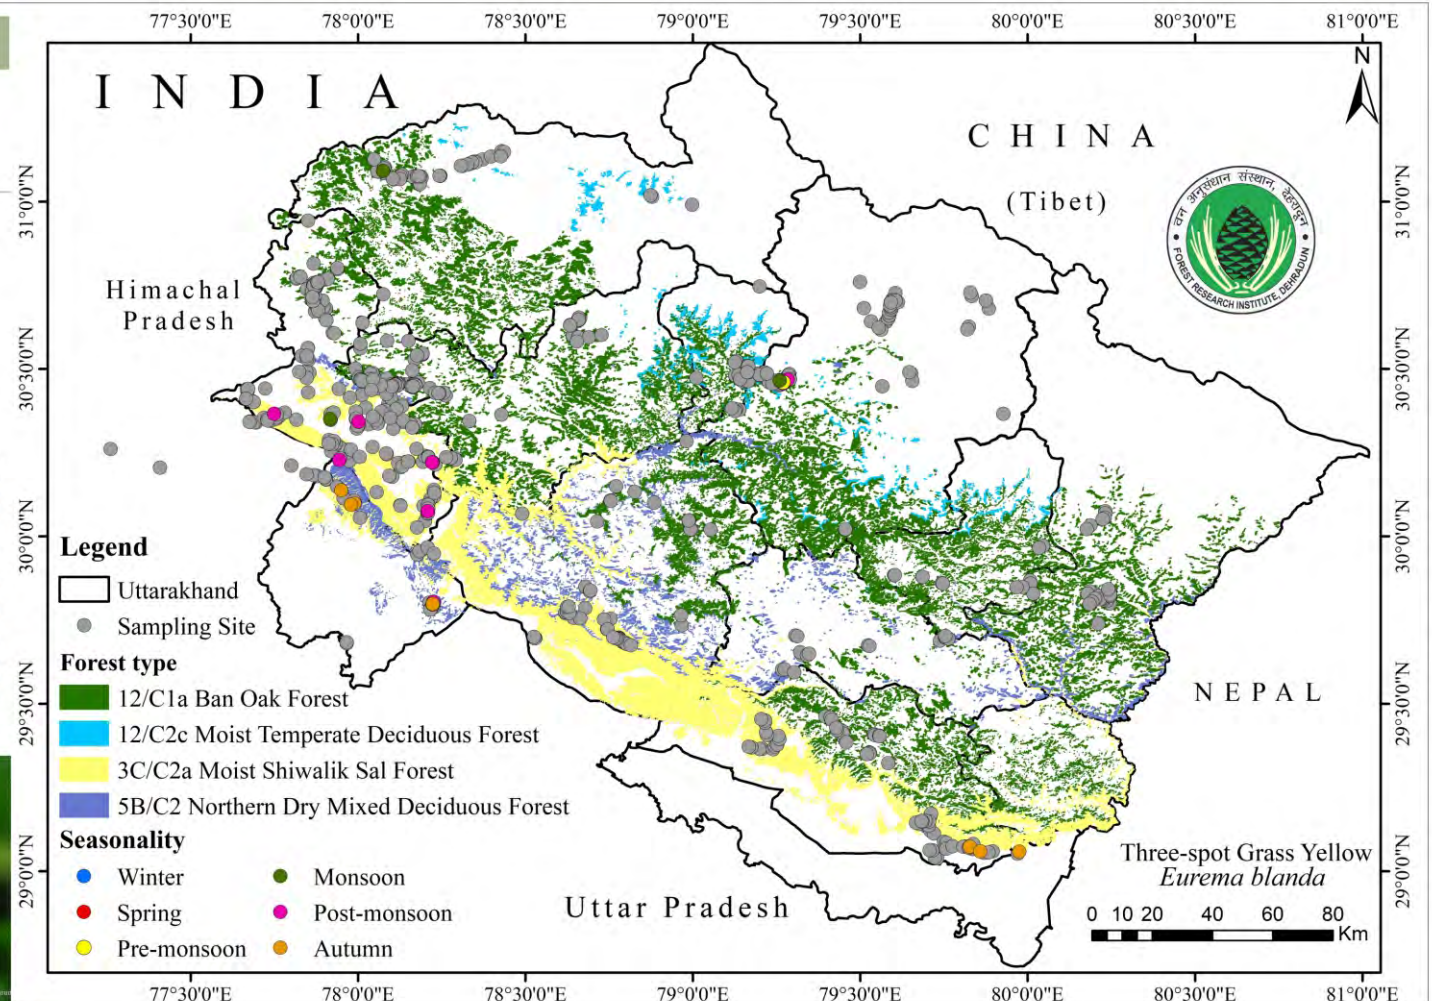 77°30'0"E 78°0'0"E 78°30'0"E 79°0'0"E 79°30'0"E 80°0'0"E 80°30'0"E 81°0'0"E
INDIA
N
CHINA
(Tibet)
वन अनुसंधान संस्थान, देहरादून
FOREST RESEARCH INSTITUTE, DEHRADUN
31°0'0"N
31°0'0"N
Himachal
Pradesh
30°30'0"N
30°30'0"N
30°0'0"N
30°0'0"N
Legend
Uttarakhand
Sampling Site
Forest type
12/C1a Ban Oak Forest
12/C2c Moist Temperate Deciduous Forest
3C/C2a Moist Shiwalik Sal Forest
5B/C2 Northern Dry Mixed Deciduous Forest
Seasonality
Winter
Monsoon
Spring
Post-monsoon
Pre-monsoon
Autumn
NEPAL
29°30'0"N
29°30'0"N
29°0'0"N
29°0'0"N
Uttar Pradesh
Three-spot Grass Yellow
Eurema blanda
0 10 20 40 60 80
Km
77°30'0"E 78°0'0"E 78°30'0"E 79°0'0"E 79°30'0"E 80°0'0"E 80°30'0"E 81°0'0"E